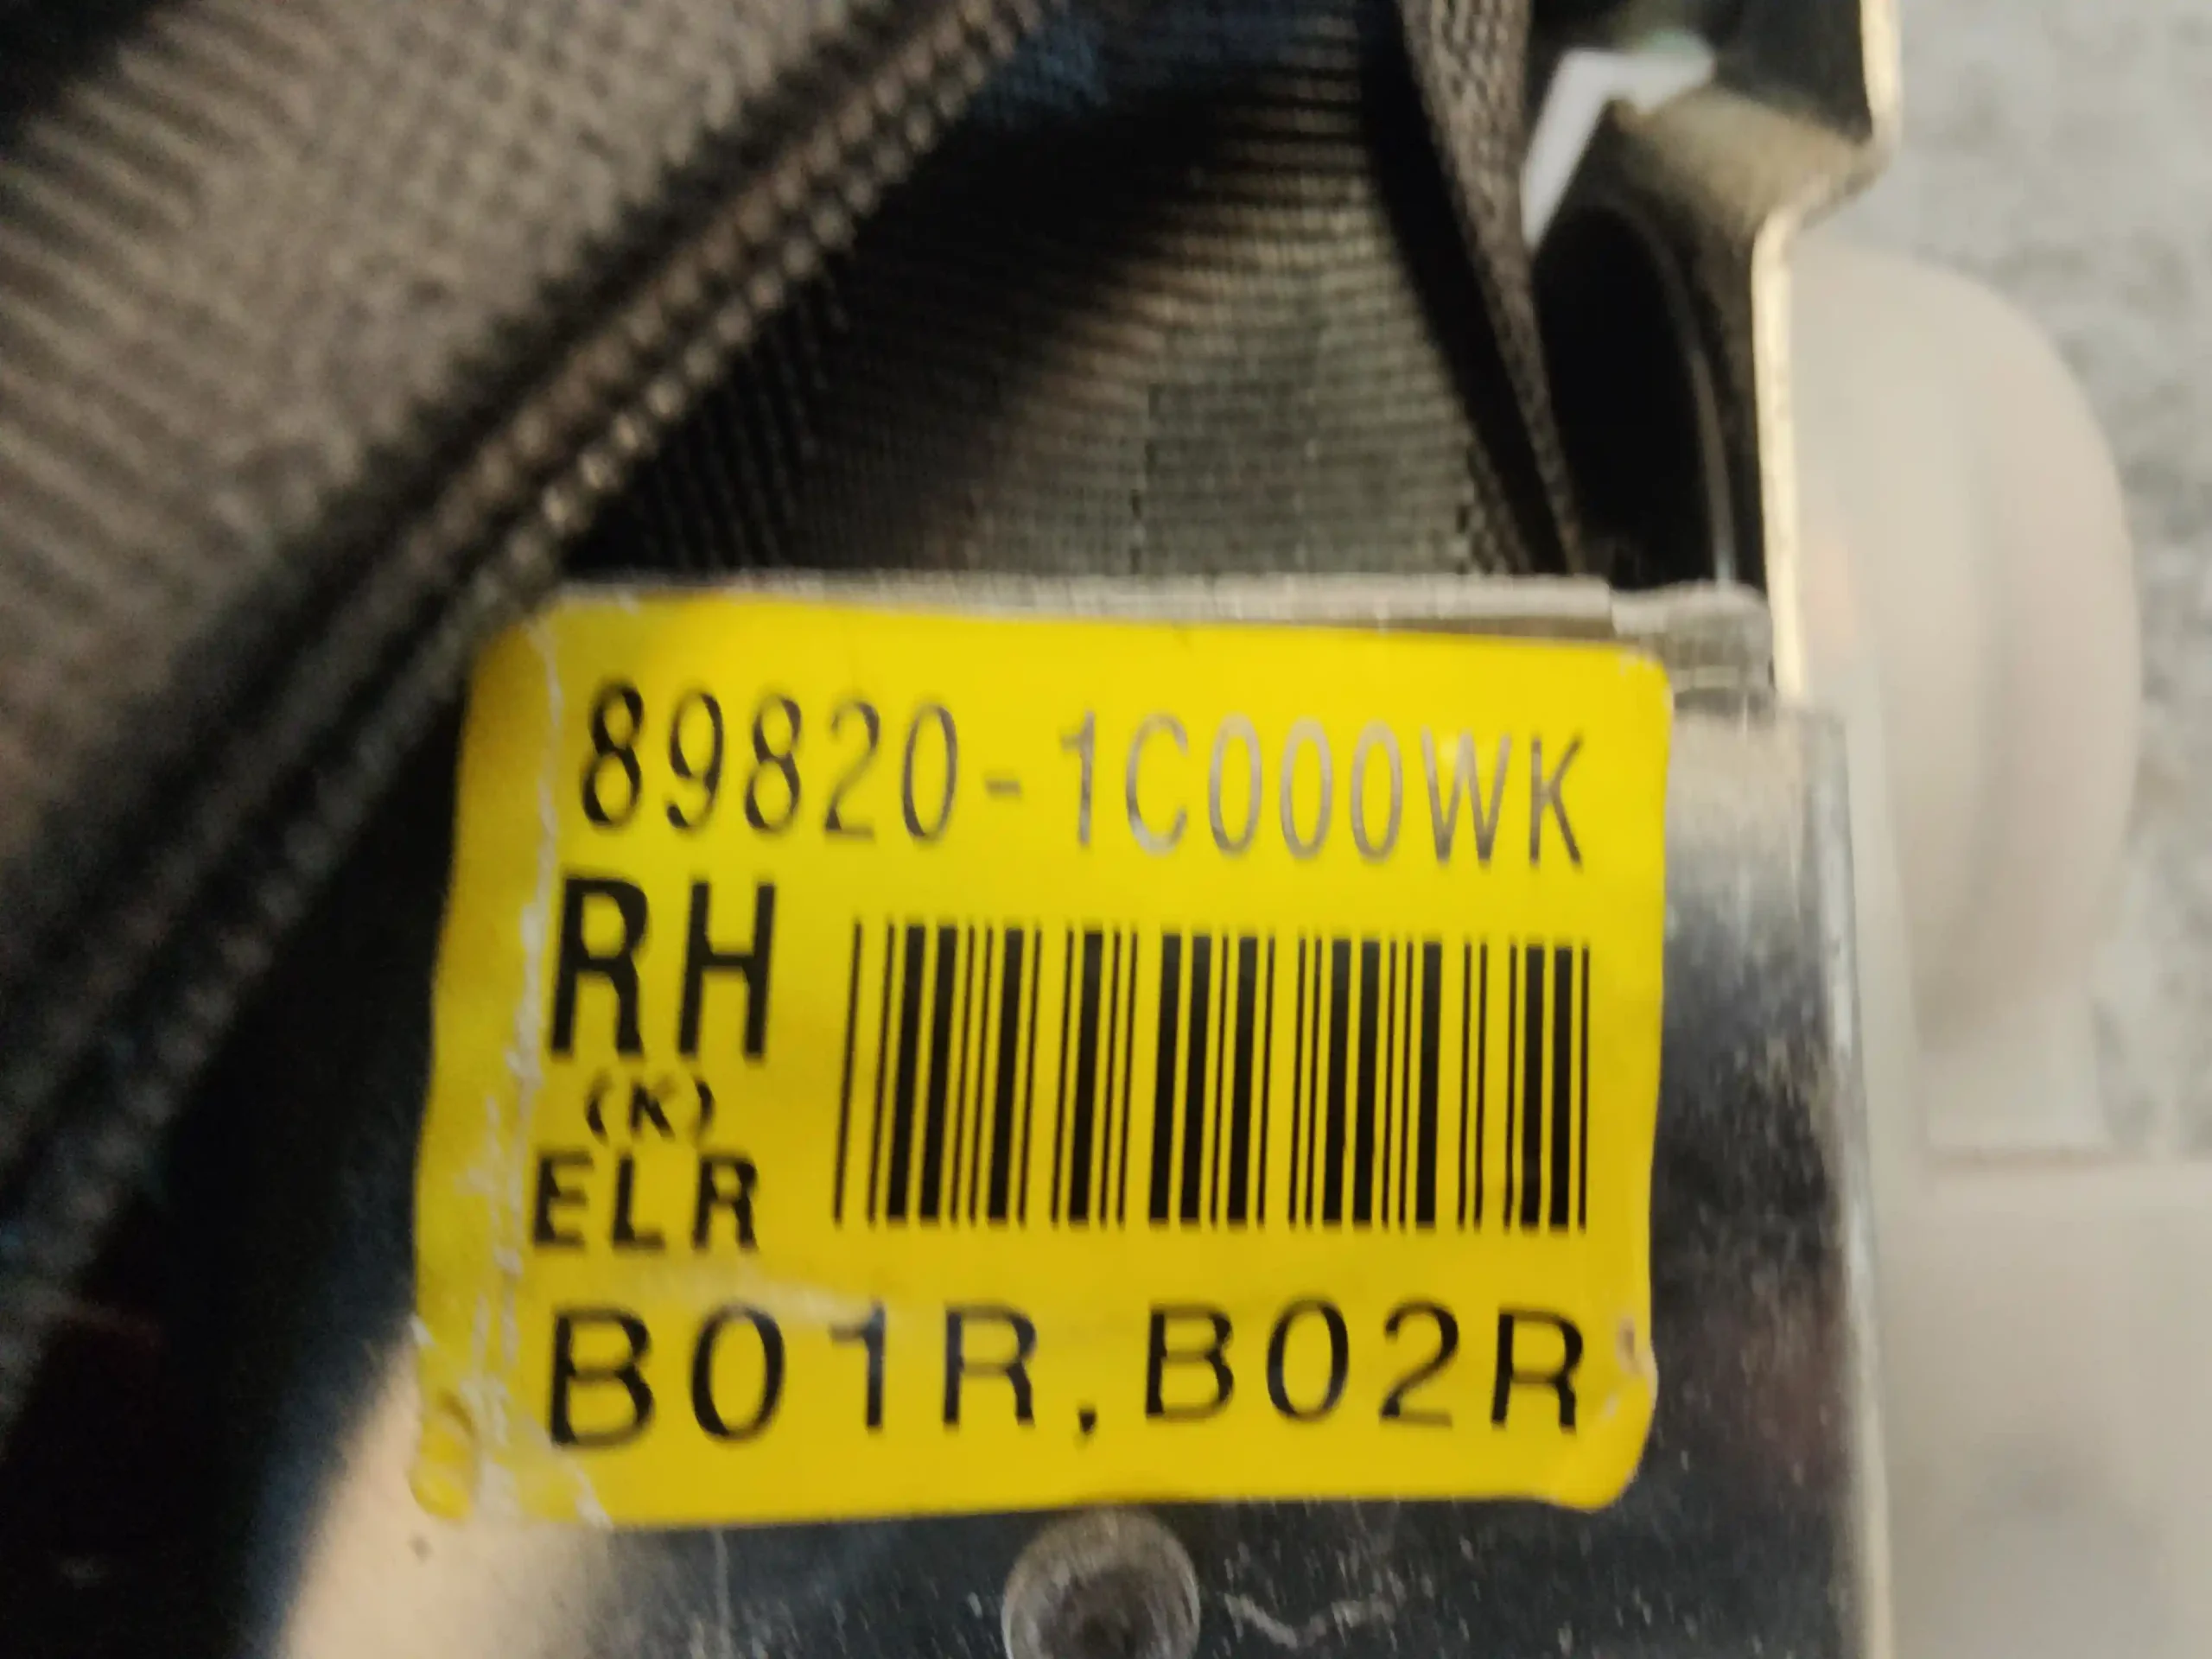 89820-1C000WK
RH
(K)
ELR
B01R,B02R